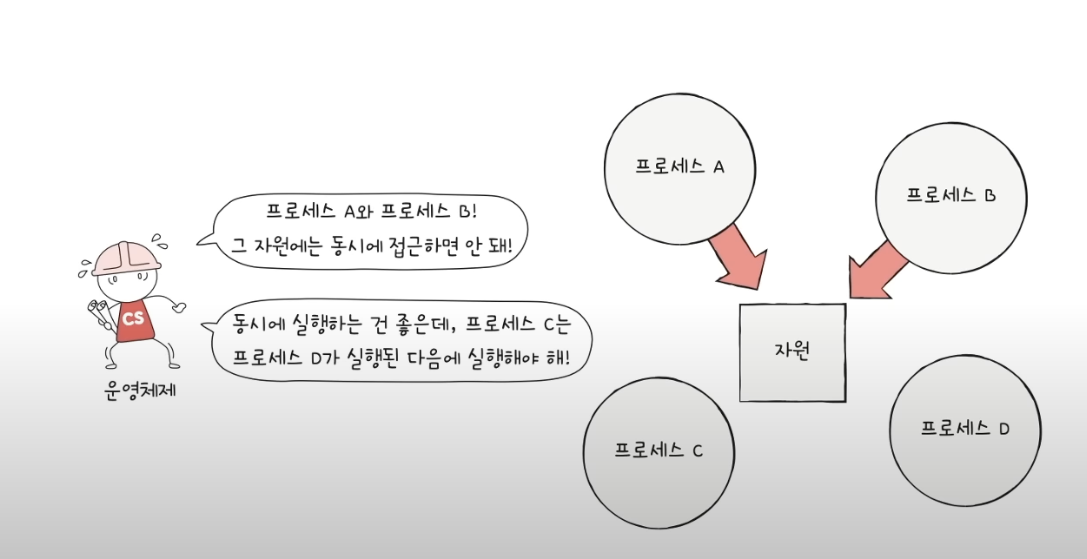 프로세스 A와 프로세스 B!
그 자원에는 동시에 접근하면 안 돼!
동시에 실행하는 건 좋은데, 프로세스 C는
프로세스 D가 실행된 다음에 실행해야 해!
CS
운영체제
프로세스 A
프로세스 B
자원
프로세스 C
프로세스 D